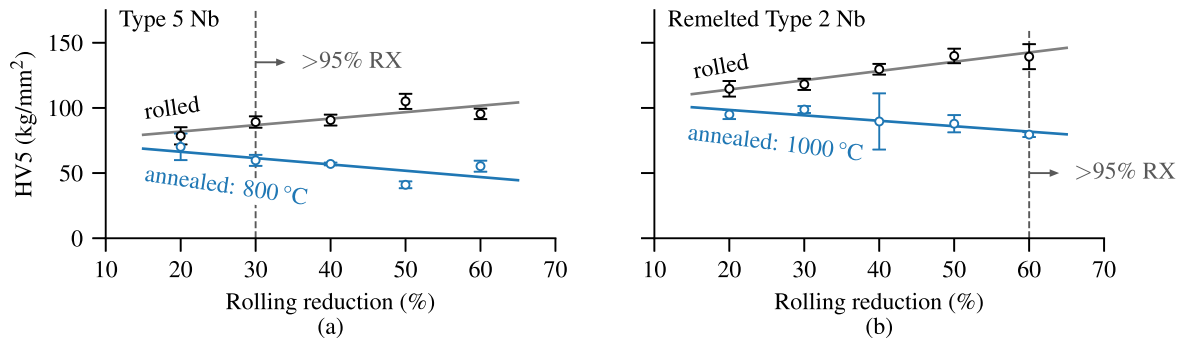 Type 5 Nb
HV5 (kg/mm²)
150
100
50
0
>95% RX
rolled
annealed: 800 °C
10 20 30 40 50 60 70
Rolling reduction (%)
(a)
Remelted Type 2 Nb
rolled
annealed: 1000 °C
>95% RX
10 20 30 40 50 60 70
Rolling reduction (%)
(b)